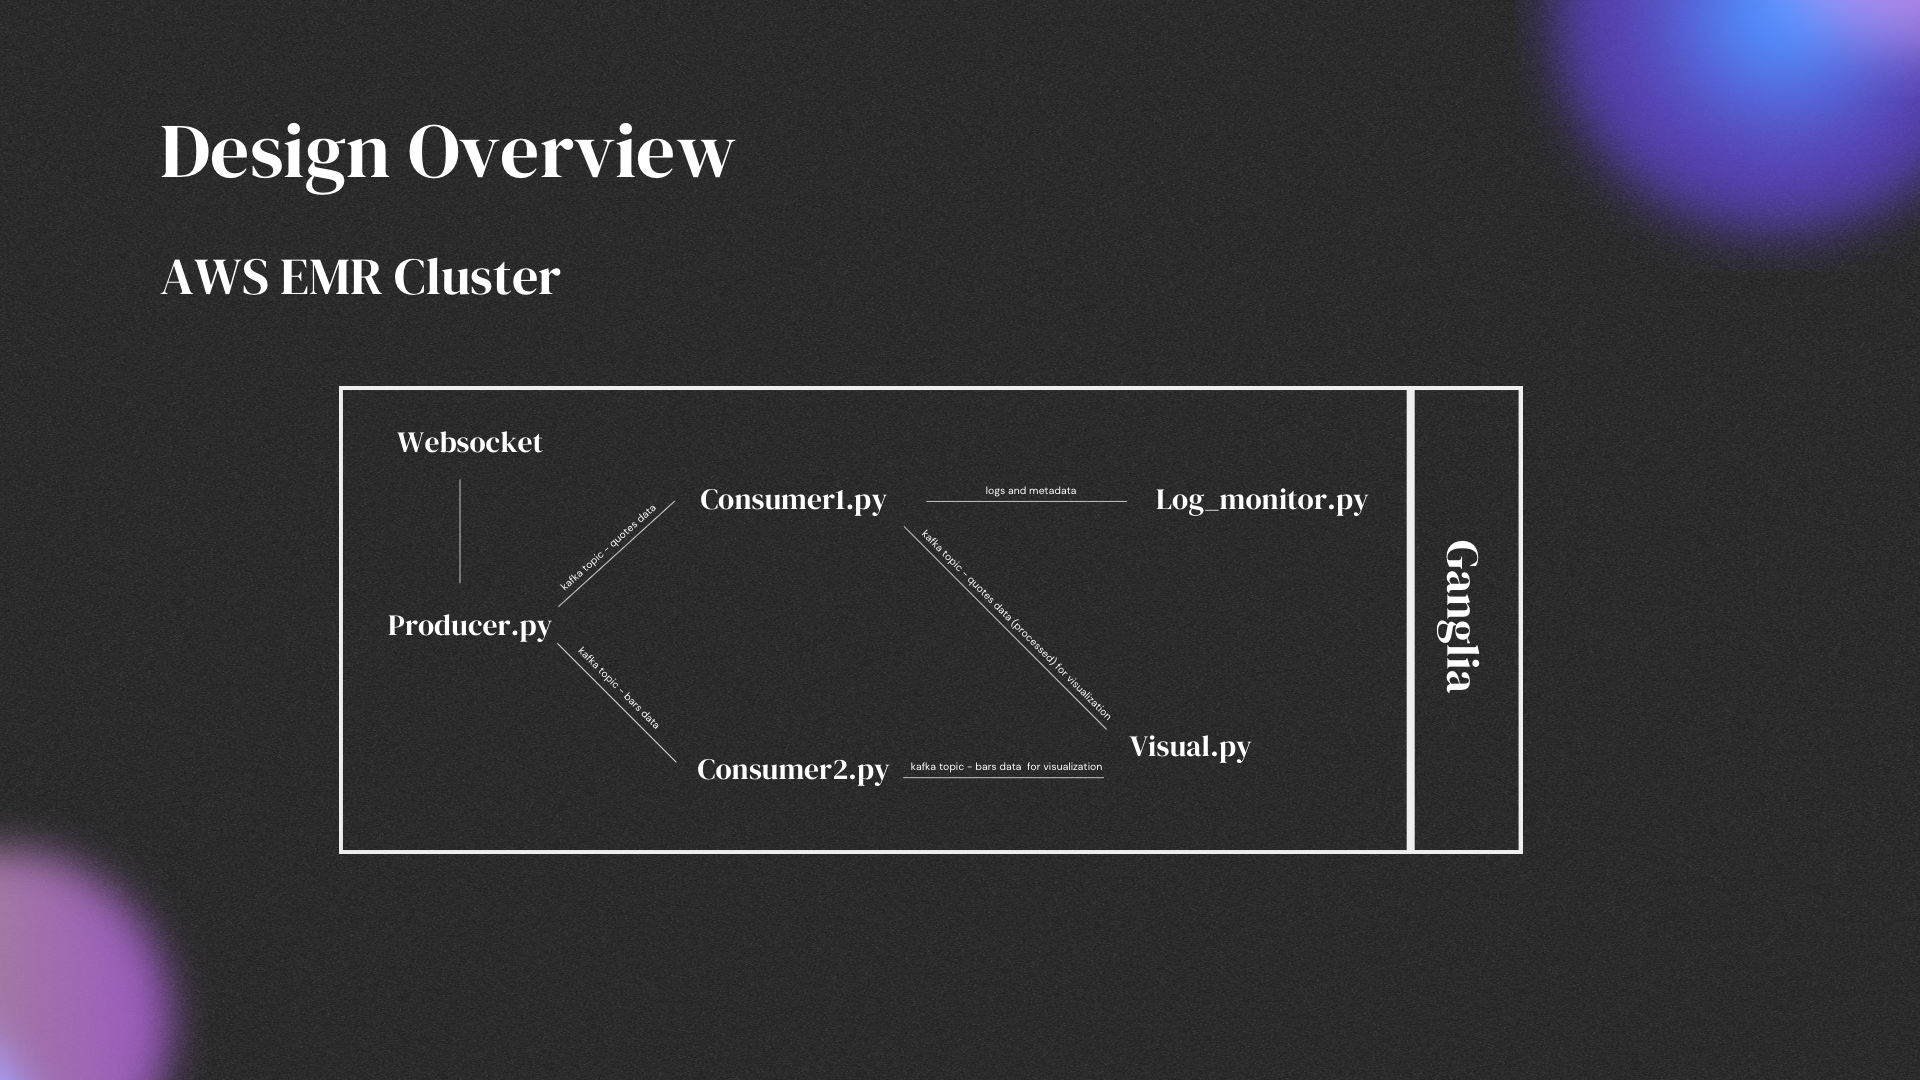 Design Overview
AWS EMR Cluster
Websocket
Producer.py
kafka topic - quotes data
kafka topic - bars data
Consumer1.py
logs and metadata
Log_monitor.py
kafka topic - quotes data (processed) for visualization
Consumer2.py
kafka topic - bars data for visualization
Visual.py
Ganglia